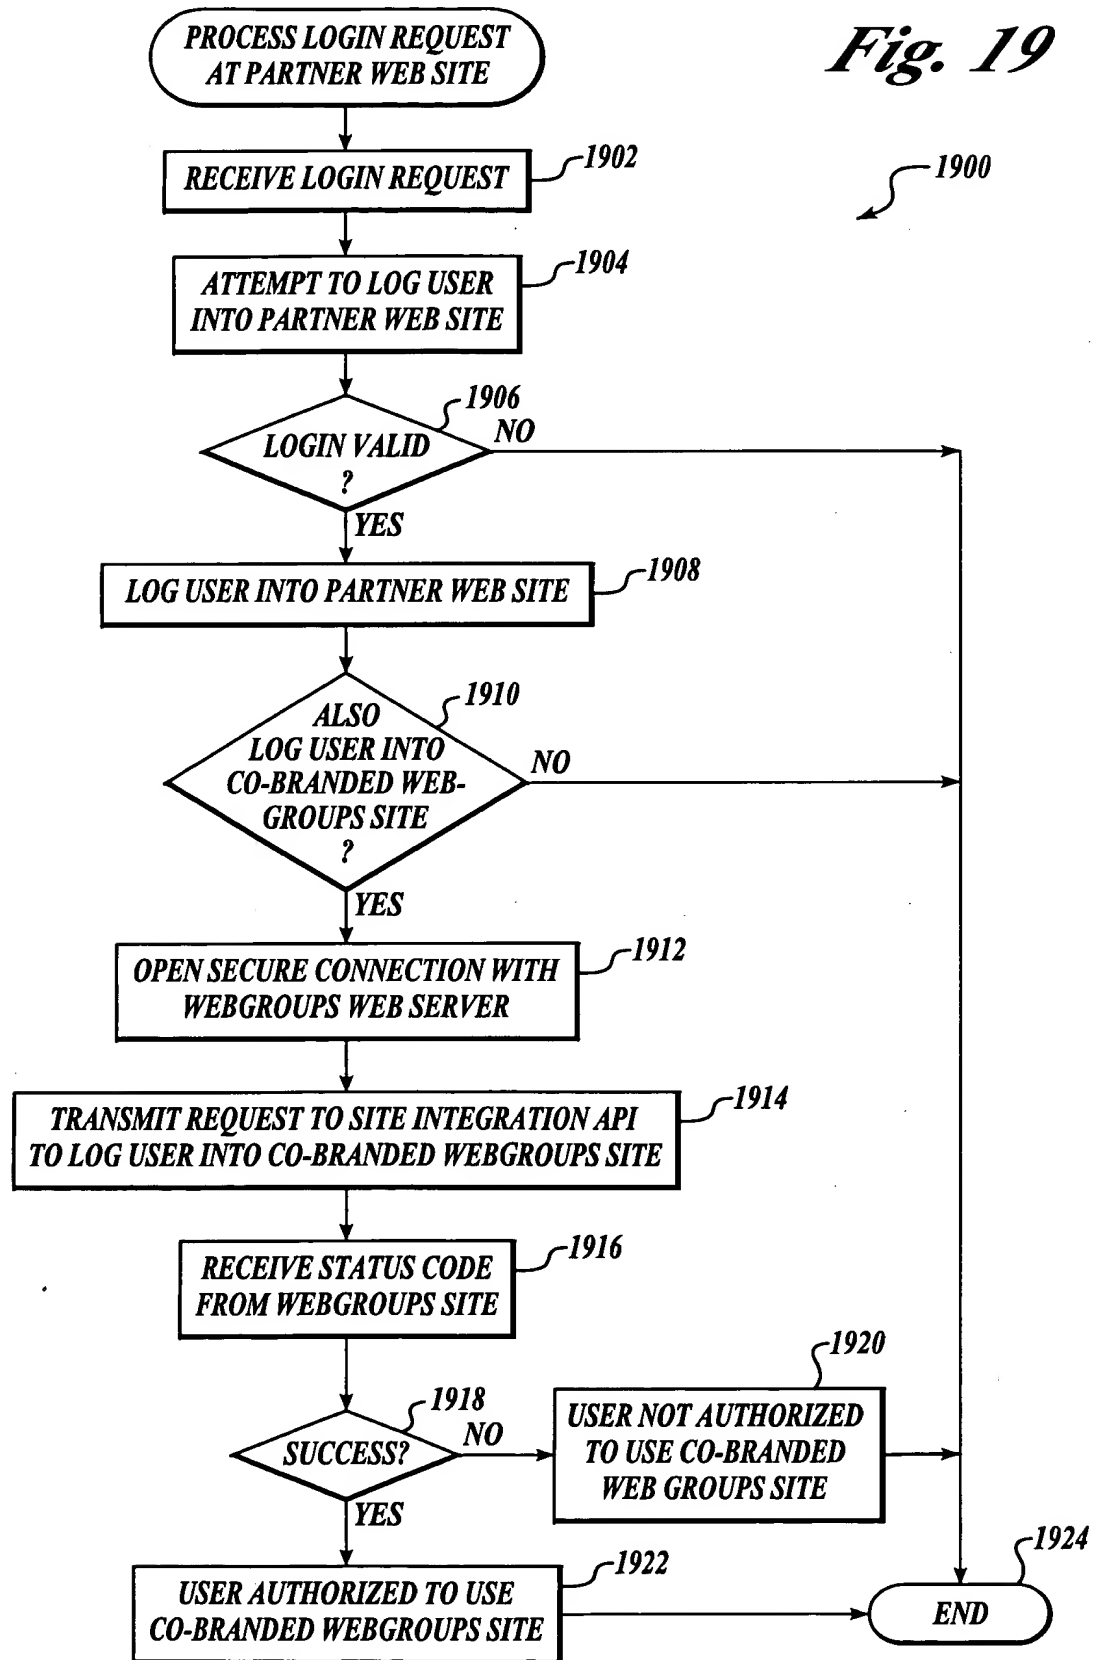 PROCESS LOGIN REQUEST
AT PARTNER WEB SITE
Fig. 19
RECEIVE LOGIN REQUEST
1902
1900
ATTEMPT TO LOG USER
INTO PARTNER WEB SITE
1904
LOGIN VALID
?
1906
NO
YES
LOG USER INTO PARTNER WEB SITE
1908
ALSO
LOG USER INTO
CO-BRANDED WEB-
GROUPS SITE
?
1910
NO
YES
OPEN SECURE CONNECTION WITH
WEBGROUPS WEB SERVER
1912
TRANSMIT REQUEST TO SITE INTEGRATION API
TO LOG USER INTO CO-BRANDED WEBGROUPS SITE
1914
RECEIVE STATUS CODE
FROM WEBGROUPS SITE
1916
SUCCESS?
1918
NO
YES
USER NOT AUTHORIZED
TO USE CO-BRANDED
WEB GROUPS SITE
1920
USER AUTHORIZED TO USE
CO-BRANDED WEBGROUPS SITE
1922
END
1924